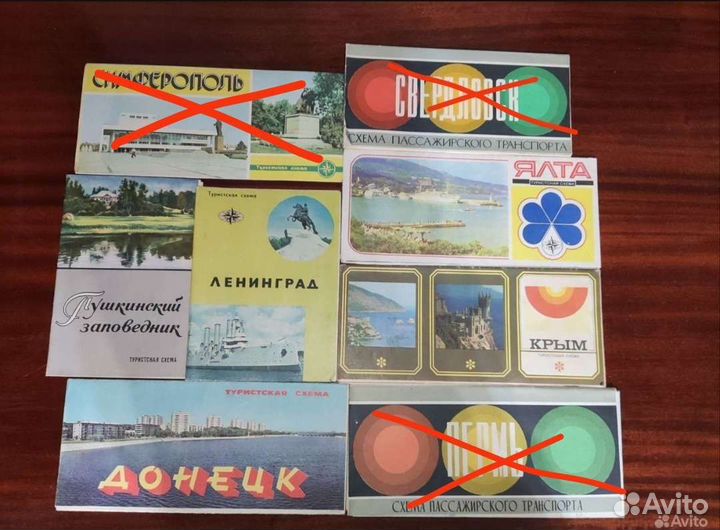 СИМФЕРОПОЛЬ
Туристская схема
СВЕРДЛОВСК
СХЕМА ПАССАЖИРСКОГО ТРАНСПОРТА
ЯЛТА
ТУРИСТСКАЯ СХЕМА
Пушкинский
заповедник
ТУРИСТСКАЯ СХЕМА
Туристская схема
ЛЕНИНГРАД
КРЫМ
ТУРИСТСКАЯ СХЕМА
ТУРИСТСКАЯ СХЕМА
ДОНЕЦК
ПЕРМЬ
СХЕМА ПАССАЖИРСКОГО ТРАНСПОРТА
Avito
Avito